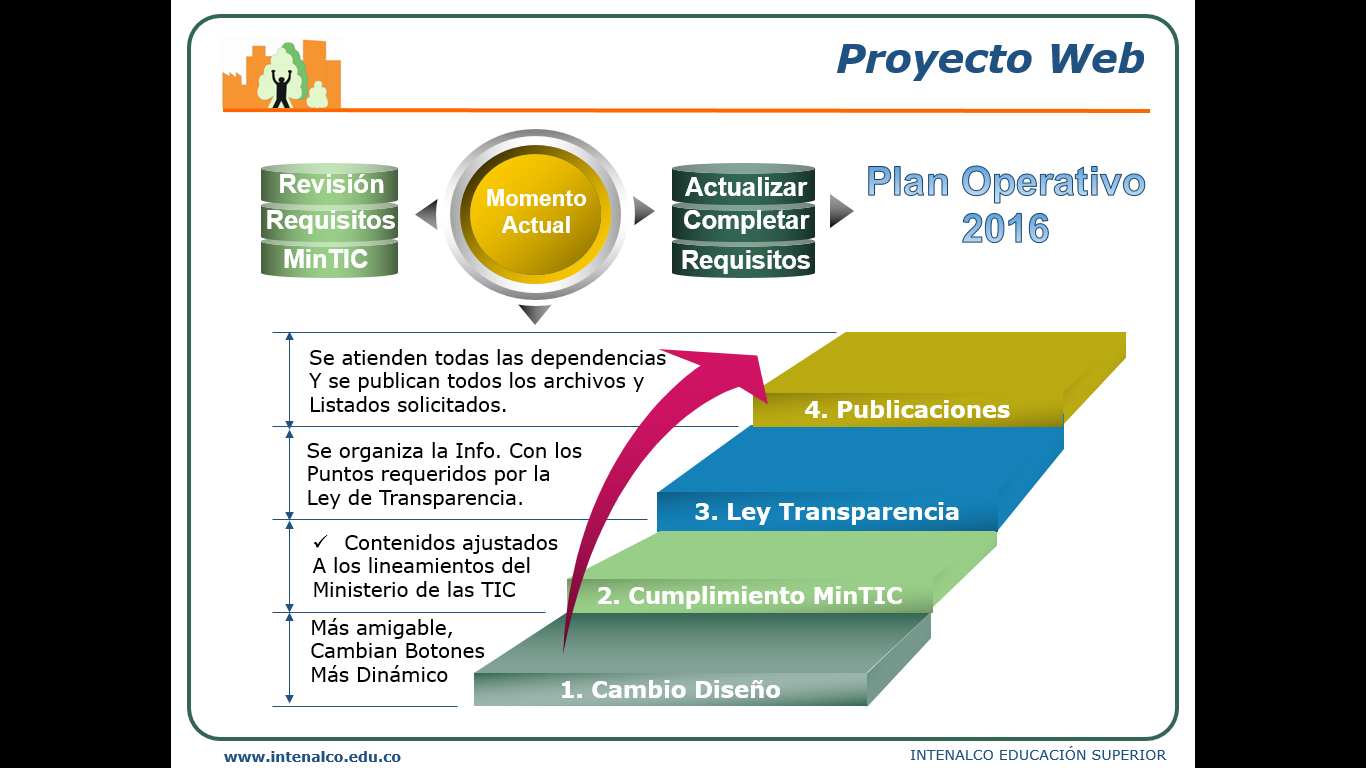 Proyecto Web
Revisión
Requisitos
MinTIC
Momento
Actual
Actualizar
Completar
Requisitos
Plan Operativo
2016
Se atienden todas las dependencias
Y se publican todos los archivos y
Listados solicitados.
4. Publicaciones
Se organiza la Info. Con los
Puntos requeridos por la
Ley de Transparencia.
3. Ley Transparencia
✓ Contenidos ajustados
A los lineamientos del
Ministerio de las TIC
2. Cumplimiento MinTIC
Más amigable,
Cambian Botones
Más Dinámico
1. Cambio Diseño
www.intenalco.edu.co
INTENALCO EDUCACIÓN SUPERIOR